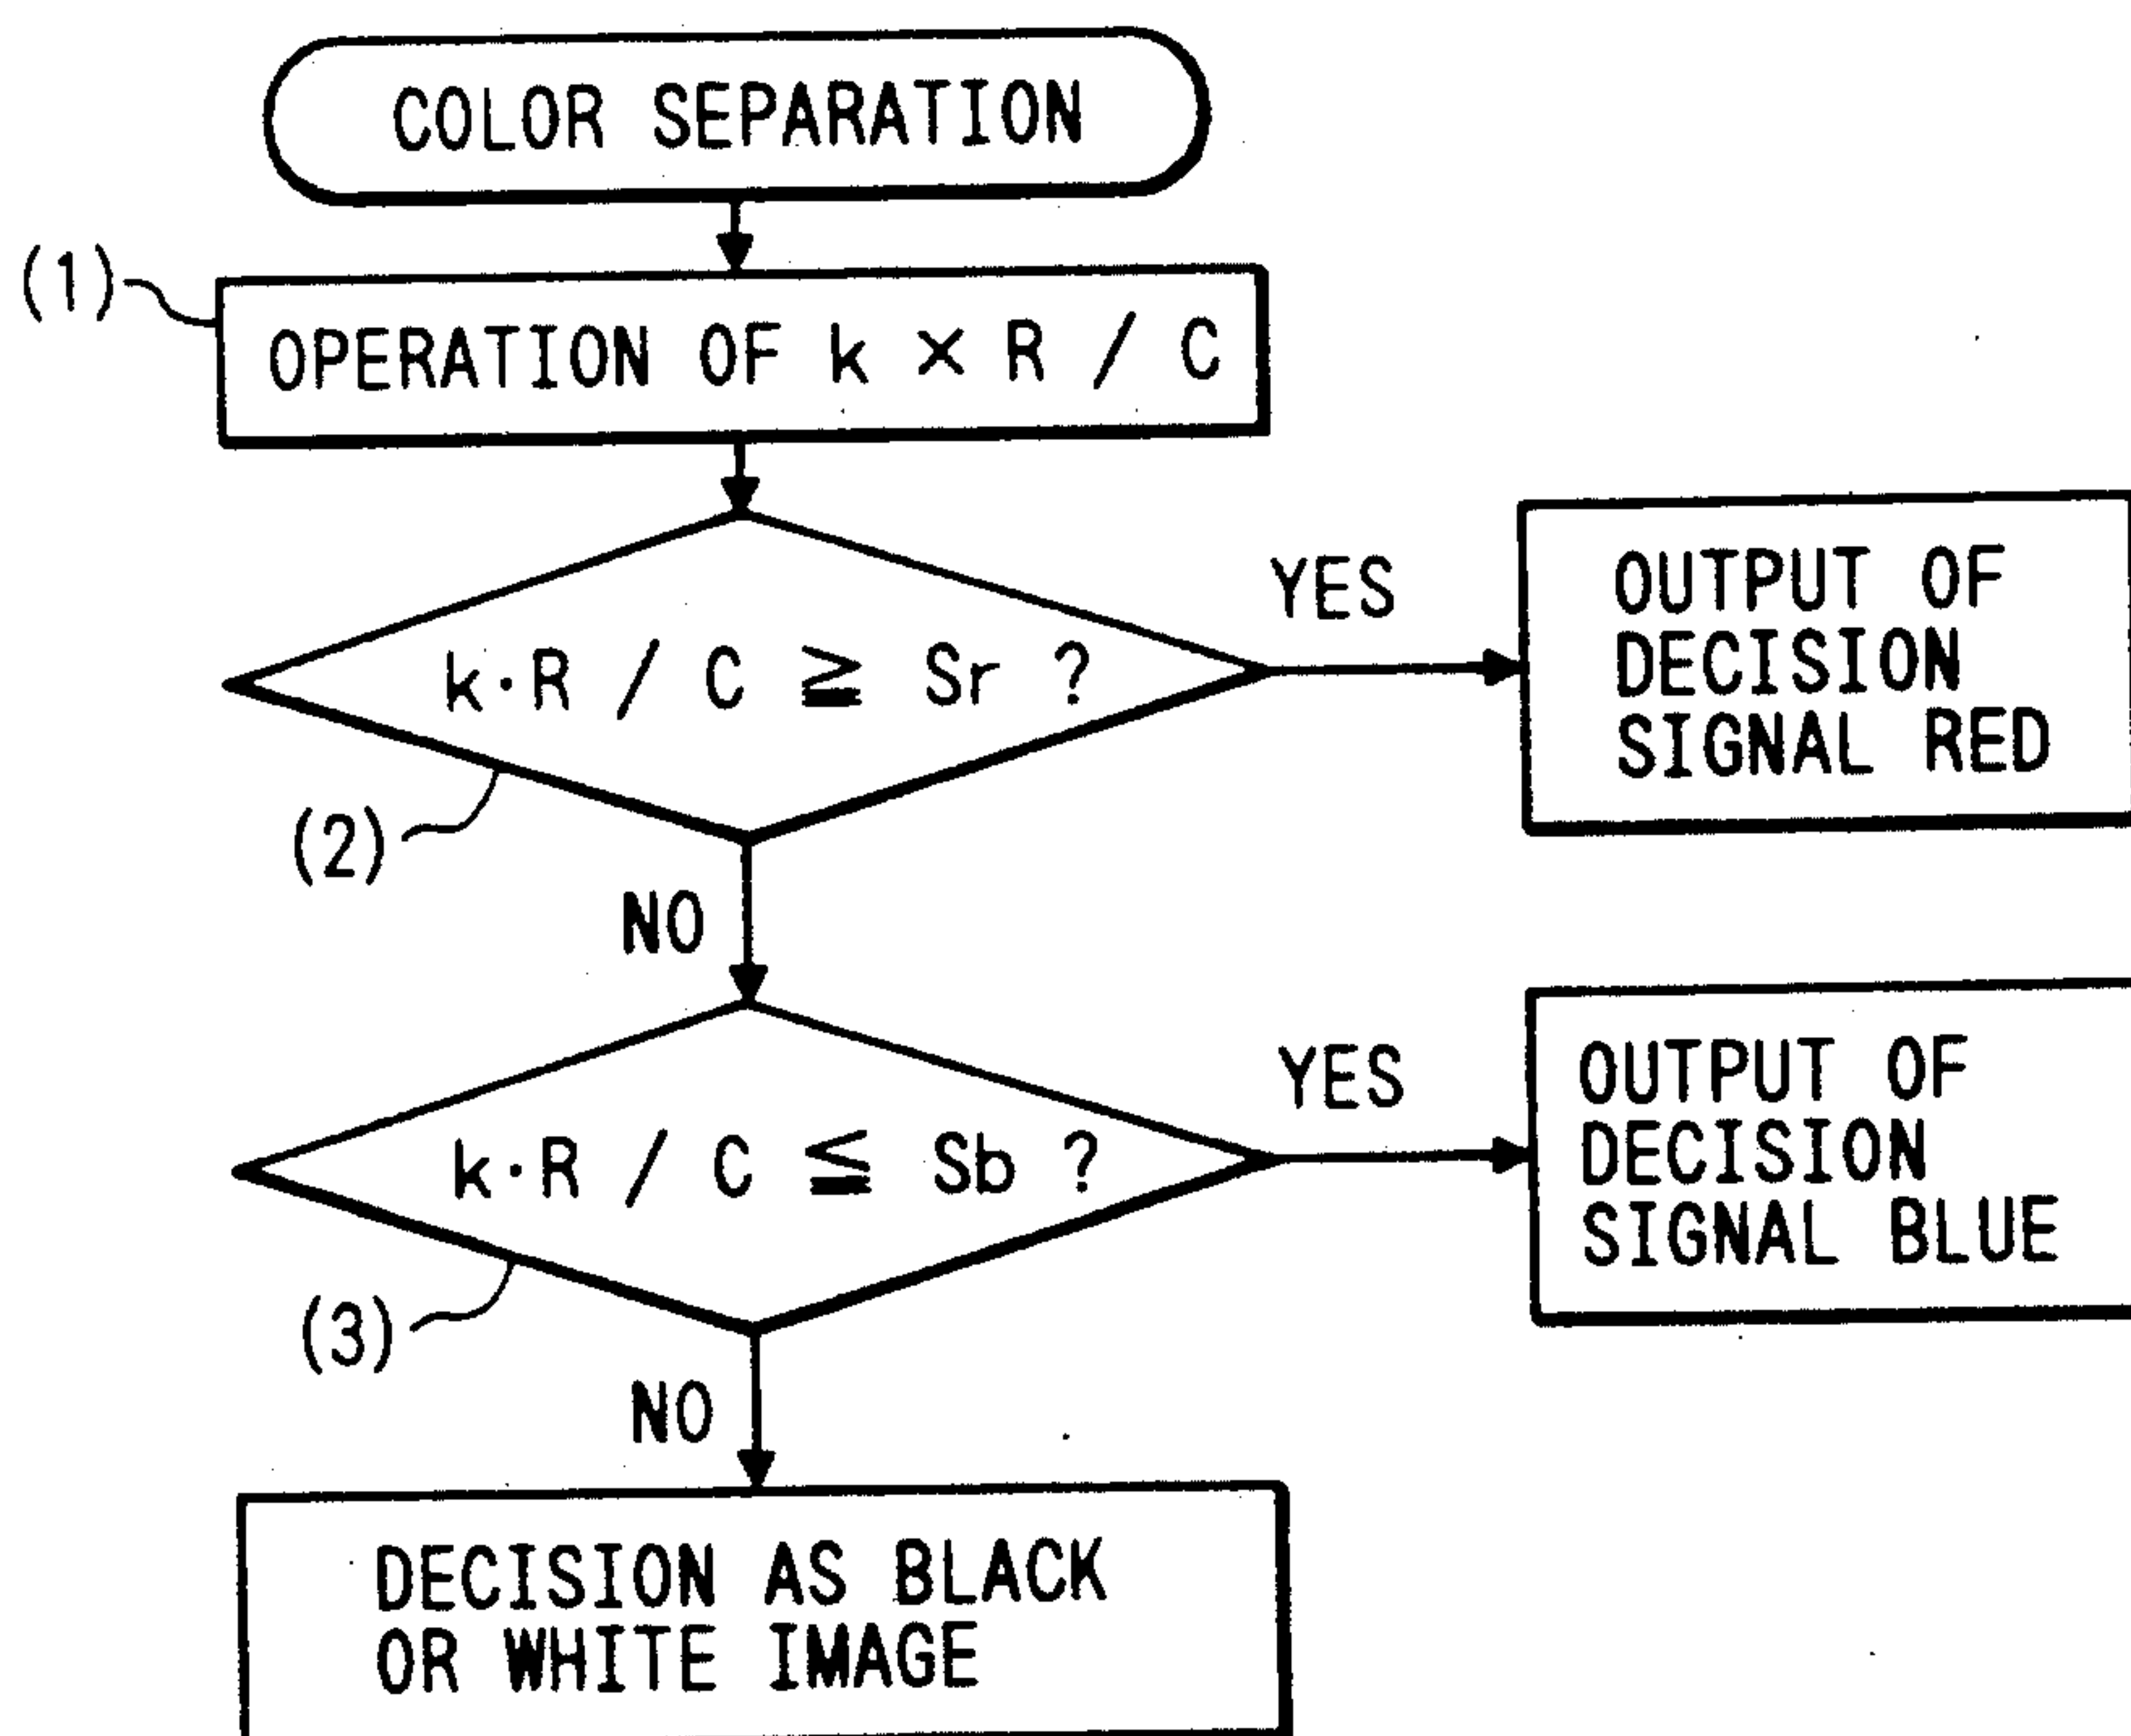 COLOR SEPARATION
(1)
OPERATION OF k × R / C
k·R / C ≧ Sr ?
YES
OUTPUT OF
DECISION
SIGNAL RED
(2)
NO
k·R / C ≦ Sb ?
YES
OUTPUT OF
DECISION
SIGNAL BLUE
(3)
NO
DECISION AS BLACK
OR WHITE IMAGE